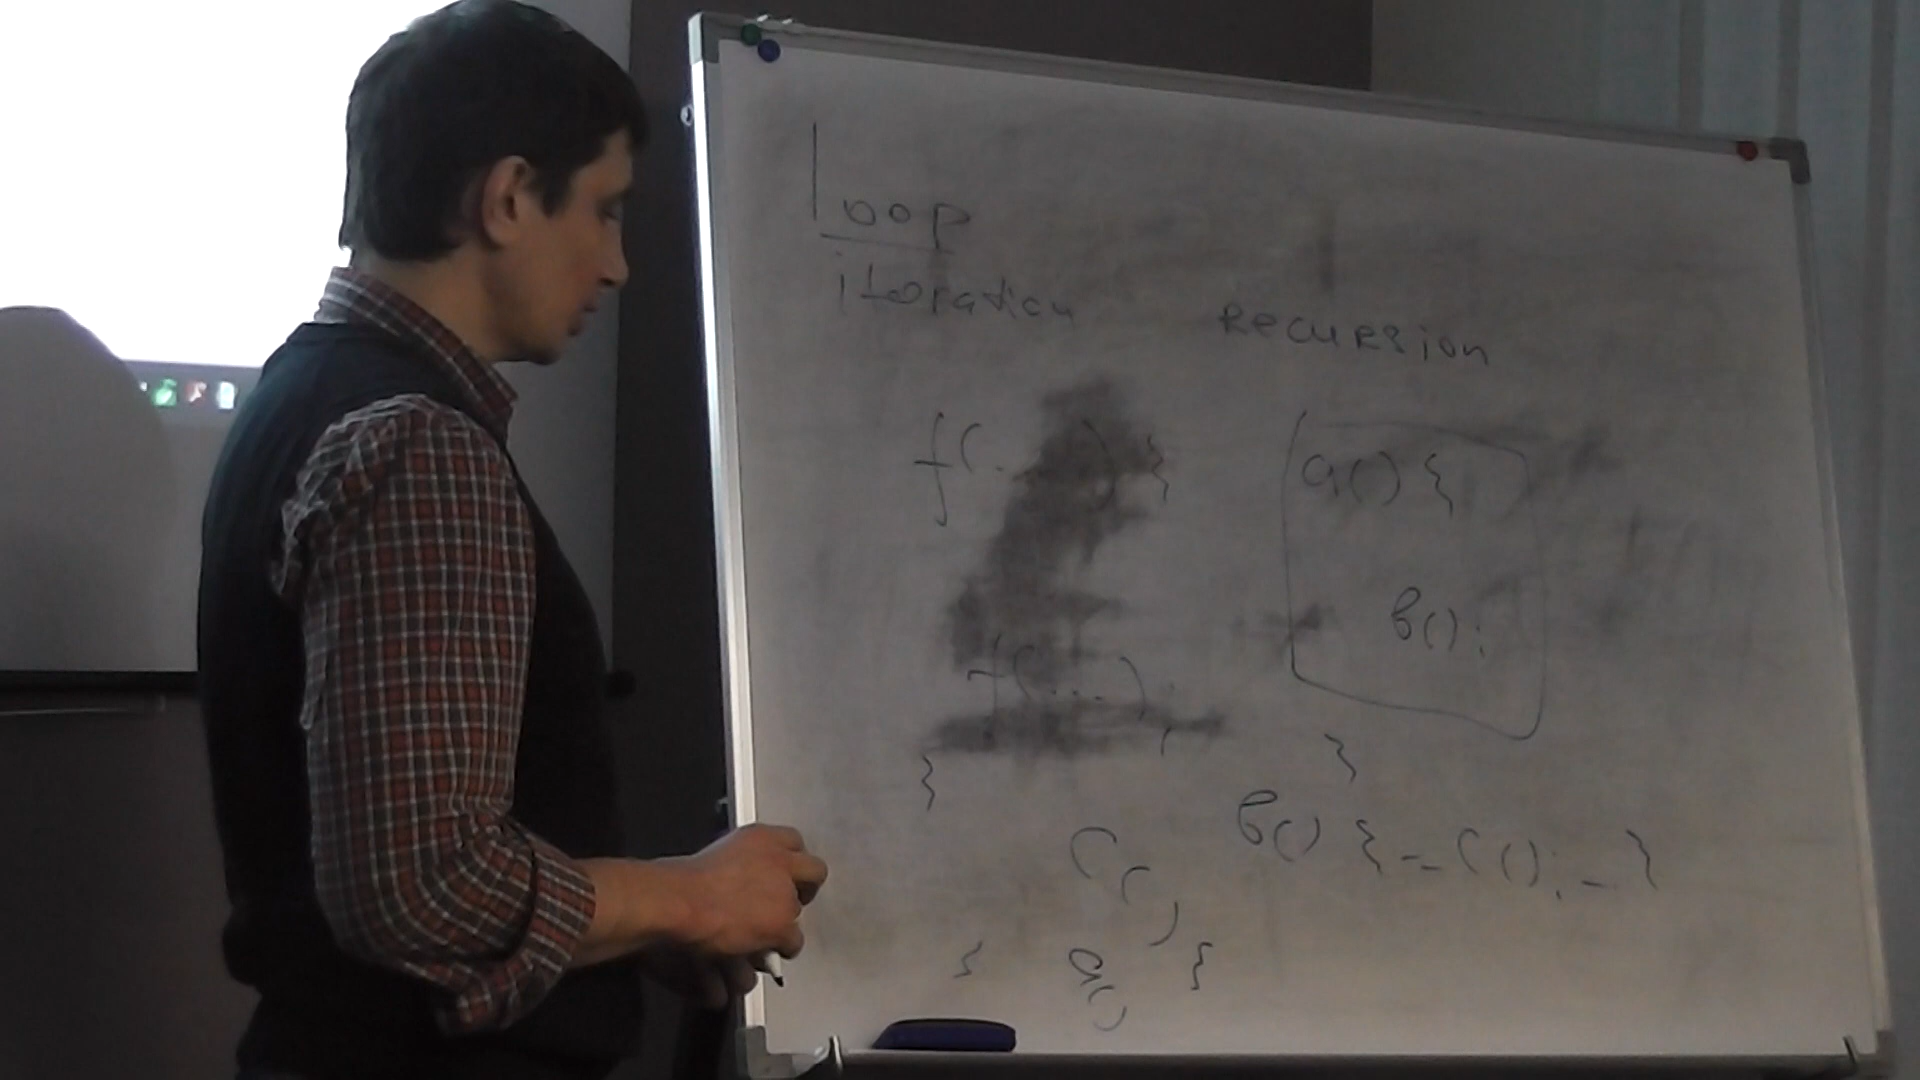 loop
iteration recursion
f(...) {
a() {
b();
f(...);
}
}
b() { – c(); – }
c()
{ a() }